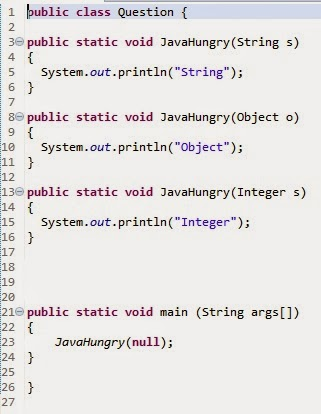 1 public class Question {
2
3 public static void JavaHungry(String s)
4 {
5 System.out.println("String");
6 }
7
8 public static void JavaHungry(Object o)
9 {
10 System.out.println("Object");
11 }
12
13 public static void JavaHungry(Integer s)
14 {
15 System.out.println("Integer");
16 }
17
18
19
20
21 public static void main (String args[])
22 {
23 JavaHungry(null);
24 }
25
26 }
27